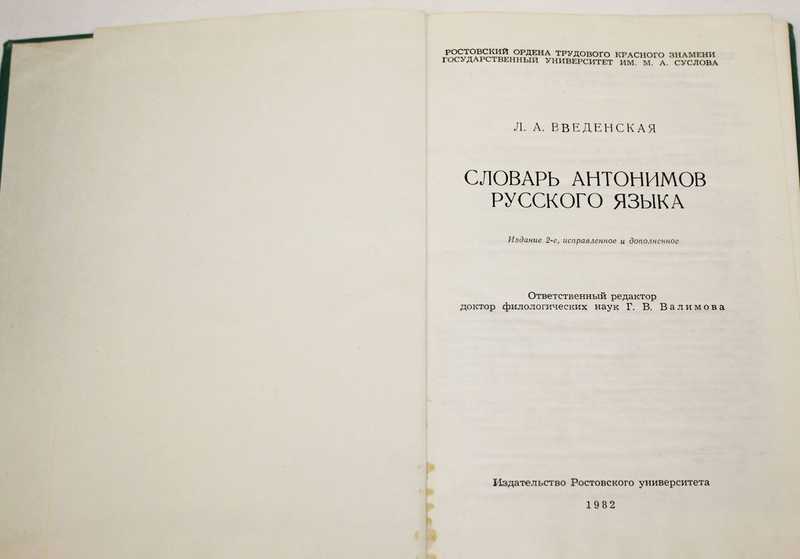 РОСТОВСКИЙ ОРДЕНА ТРУДОВОГО КРАСНОГО ЗНАМЕНИ
ГОСУДАРСТВЕННЫЙ УНИВЕРСИТЕТ ИМ. М. А. СУСЛОВА
Л. А. ВВЕДЕНСКАЯ
СЛОВАРЬ АНТОНИМОВ
РУССКОГО ЯЗЫКА
Издание 2-е, исправленное и дополненное
Ответственный редактор
доктор филологических наук Г. В. Валимова
Издательство Ростовского университета
1982